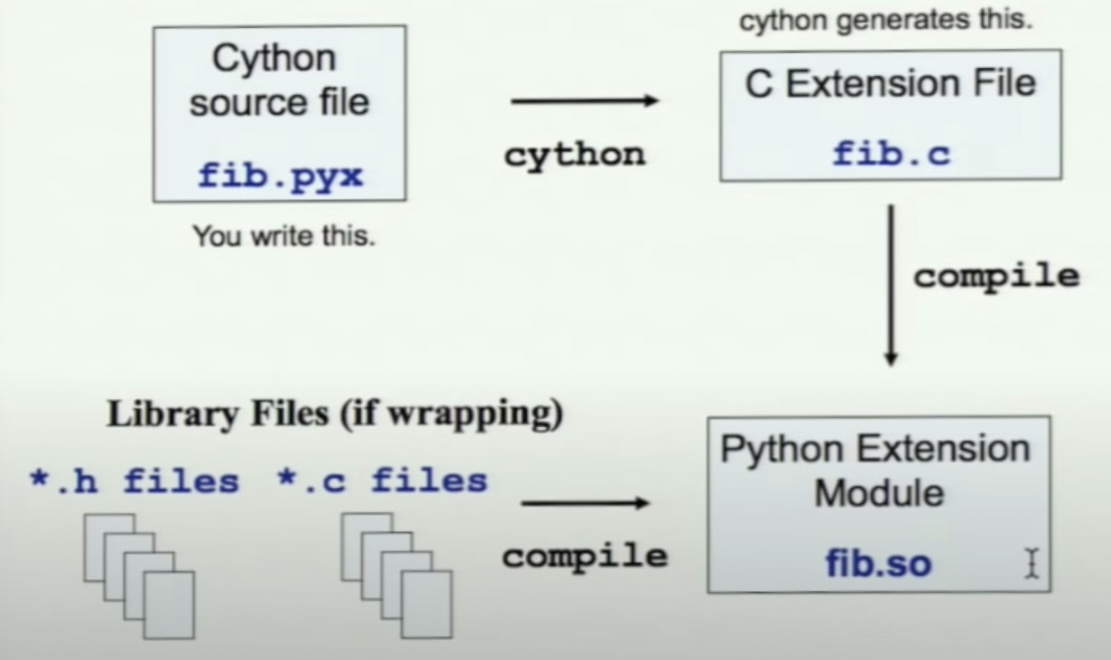 Cython
source file
fib.pyx
You write this.
cython
cython generates this.
C Extension File
fib.c
compile
Library Files (if wrapping)
*.h files *.c files
compile
Python Extension
Module
fib.so